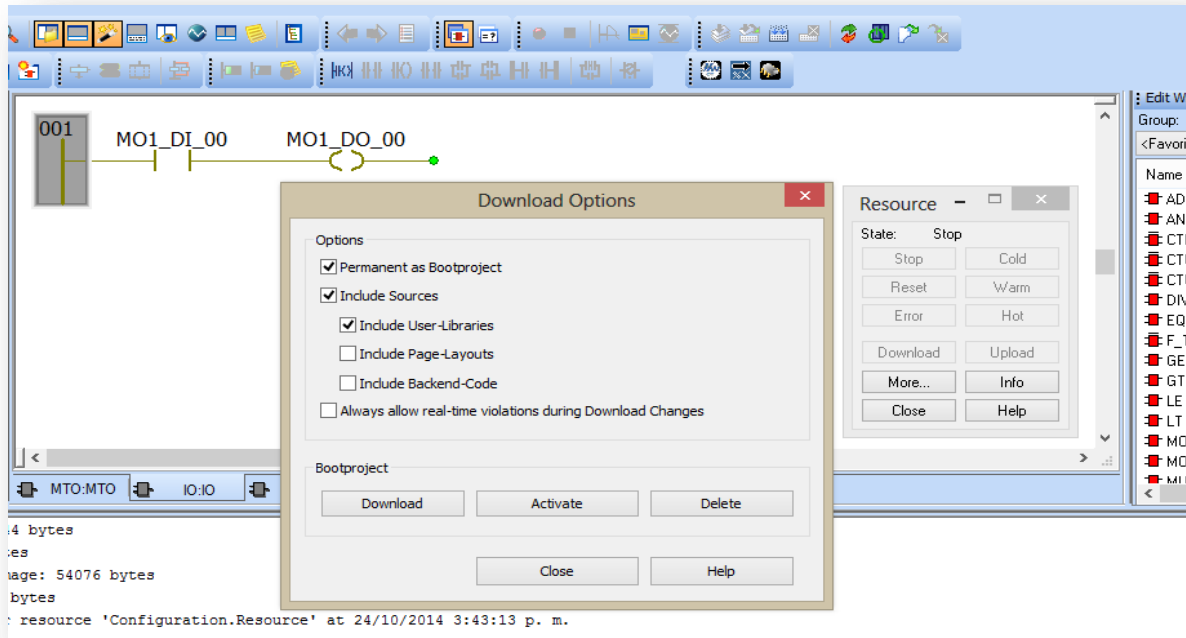 Edit W
Group:
<Favori
Name
AD
AN
CT
CT
CT
DIV
EQ
F_T
GE
GT
LE
LT
MO
MO
MU
001
MO1_DI_00 MO1_DO_00
Download Options
Options
Permanent as Bootproject
Include Sources
Include User-Libraries
Include Page-Layouts
Include Backend-Code
Always allow real-time violations during Download Changes
Bootproject
Download Activate Delete
Close Help
Resource
State: Stop
Stop Cold
Reset Warm
Error Hot
Download Upload
More... Info
Close Help
MTO:MTO IO:IO
4 bytes
es
mage: 54076 bytes
bytes
resource 'Configuration.Resource' at 24/10/2014 3:43:13 p. m.